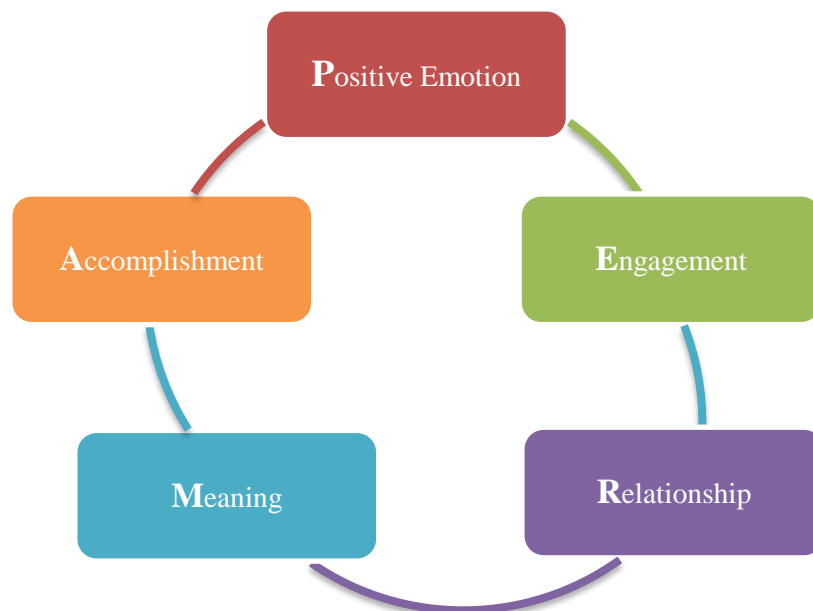 Positive Emotion
Accomplishment
Engagement
Meaning
Relationship